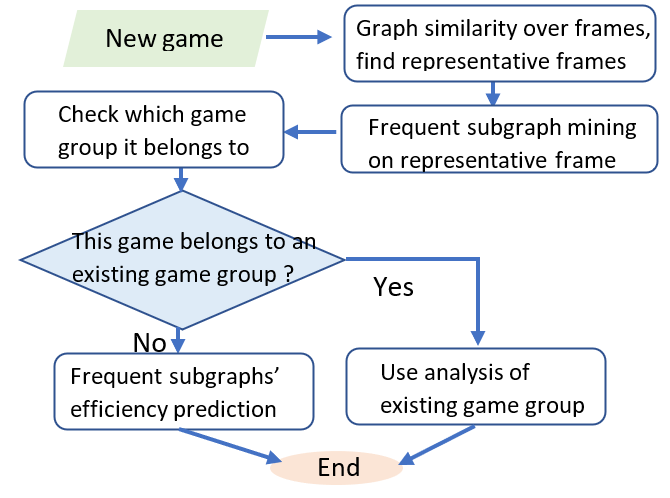 New game
Graph similarity over frames,
find representative frames
Frequent subgraph mining
on representative frame
Check which game
group it belongs to
This game belongs to an
existing game group ?
Yes
No
Frequent subgraphs’
efficiency prediction
Use analysis of
existing game group
End